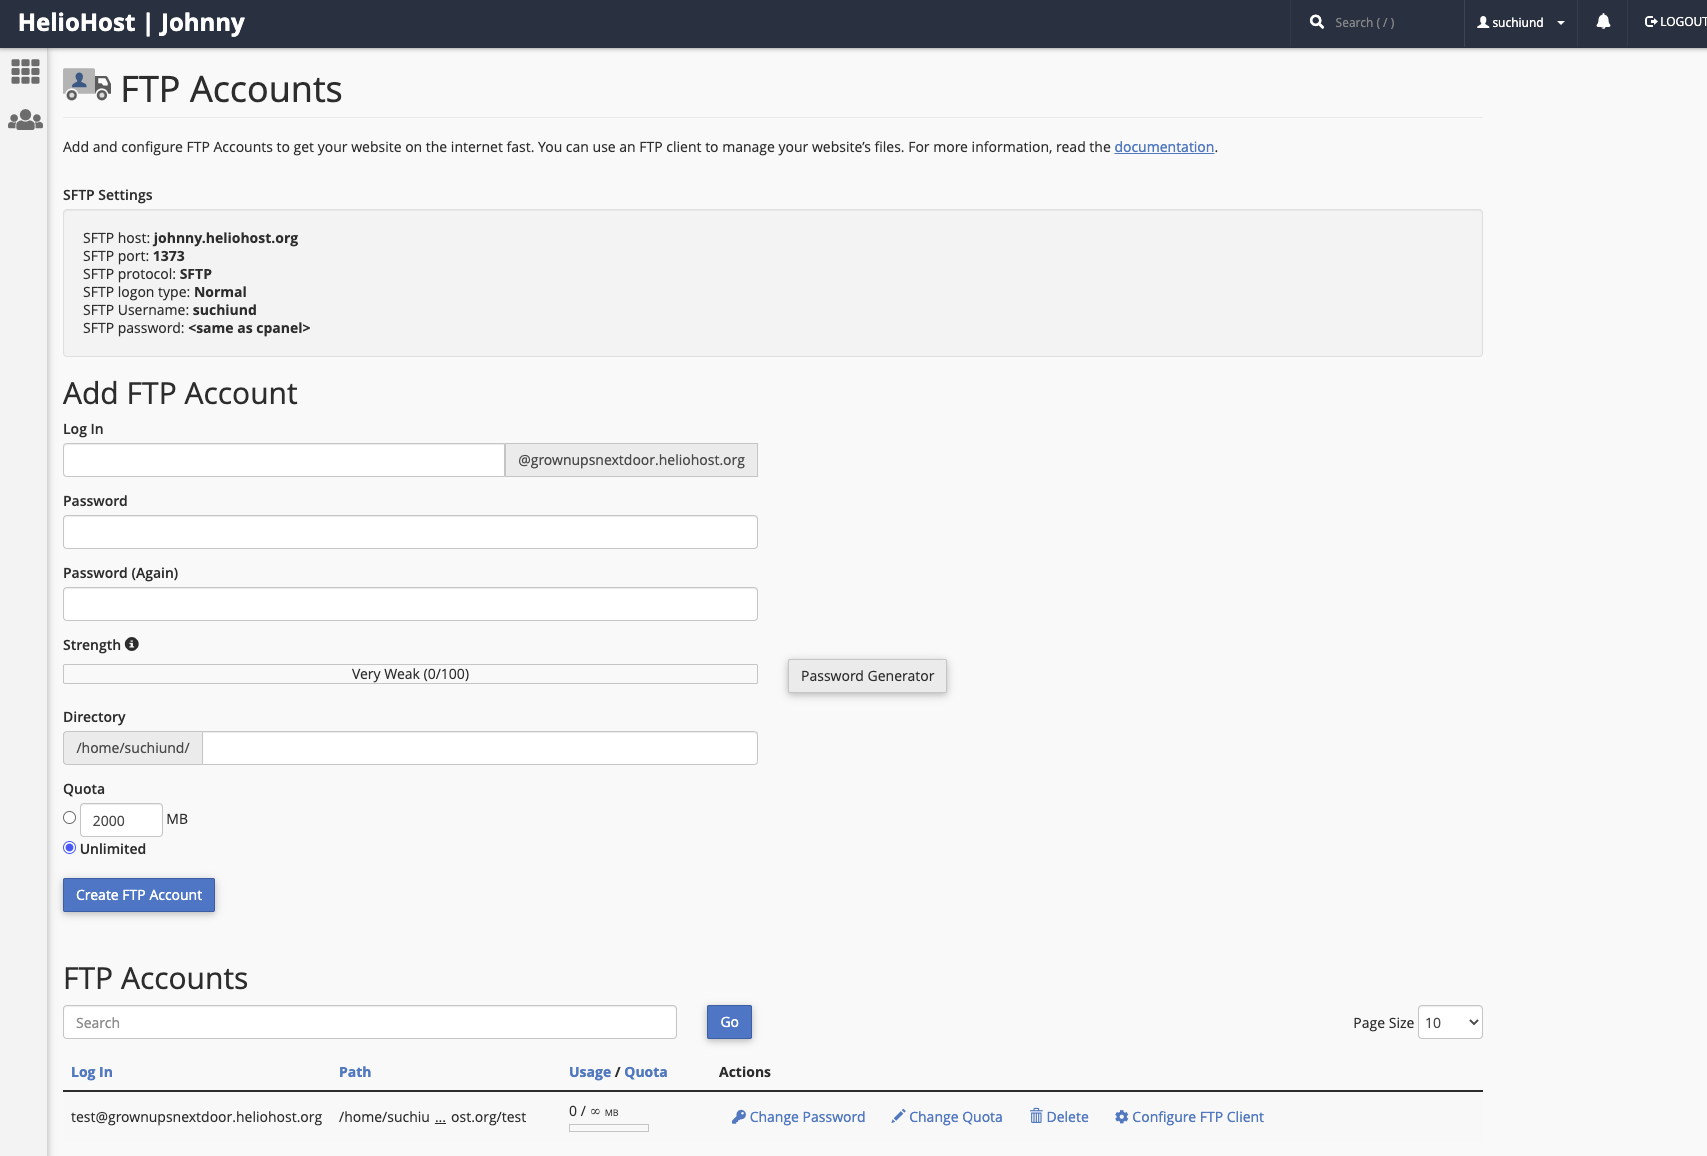 HelioHost | Johnny
Search ( / )
suchiund
LOGOUT
FTP Accounts
Add and configure FTP Accounts to get your website on the internet fast. You can use an FTP client to manage your website’s files. For more information, read the documentation.
SFTP Settings
SFTP host: johnny.heliohost.org
SFTP port: 1373
SFTP protocol: SFTP
SFTP logon type: Normal
SFTP Username: suchiund
SFTP password: <same as cpanel>
Add FTP Account
Log In
@grownupsnextdoor.heliohost.org
Password
Password (Again)
Strength
Very Weak (0/100)
Password Generator
Directory
/home/suchiund/
Quota
2000 MB
Unlimited
Create FTP Account
FTP Accounts
Search
Go
Page Size 10
Log In Path Usage / Quota Actions
test@grownupsnextdoor.heliohost.org /home/suchiu ... ost.org/test 0 / ∞ MB Change Password Change Quota Delete Configure FTP Client